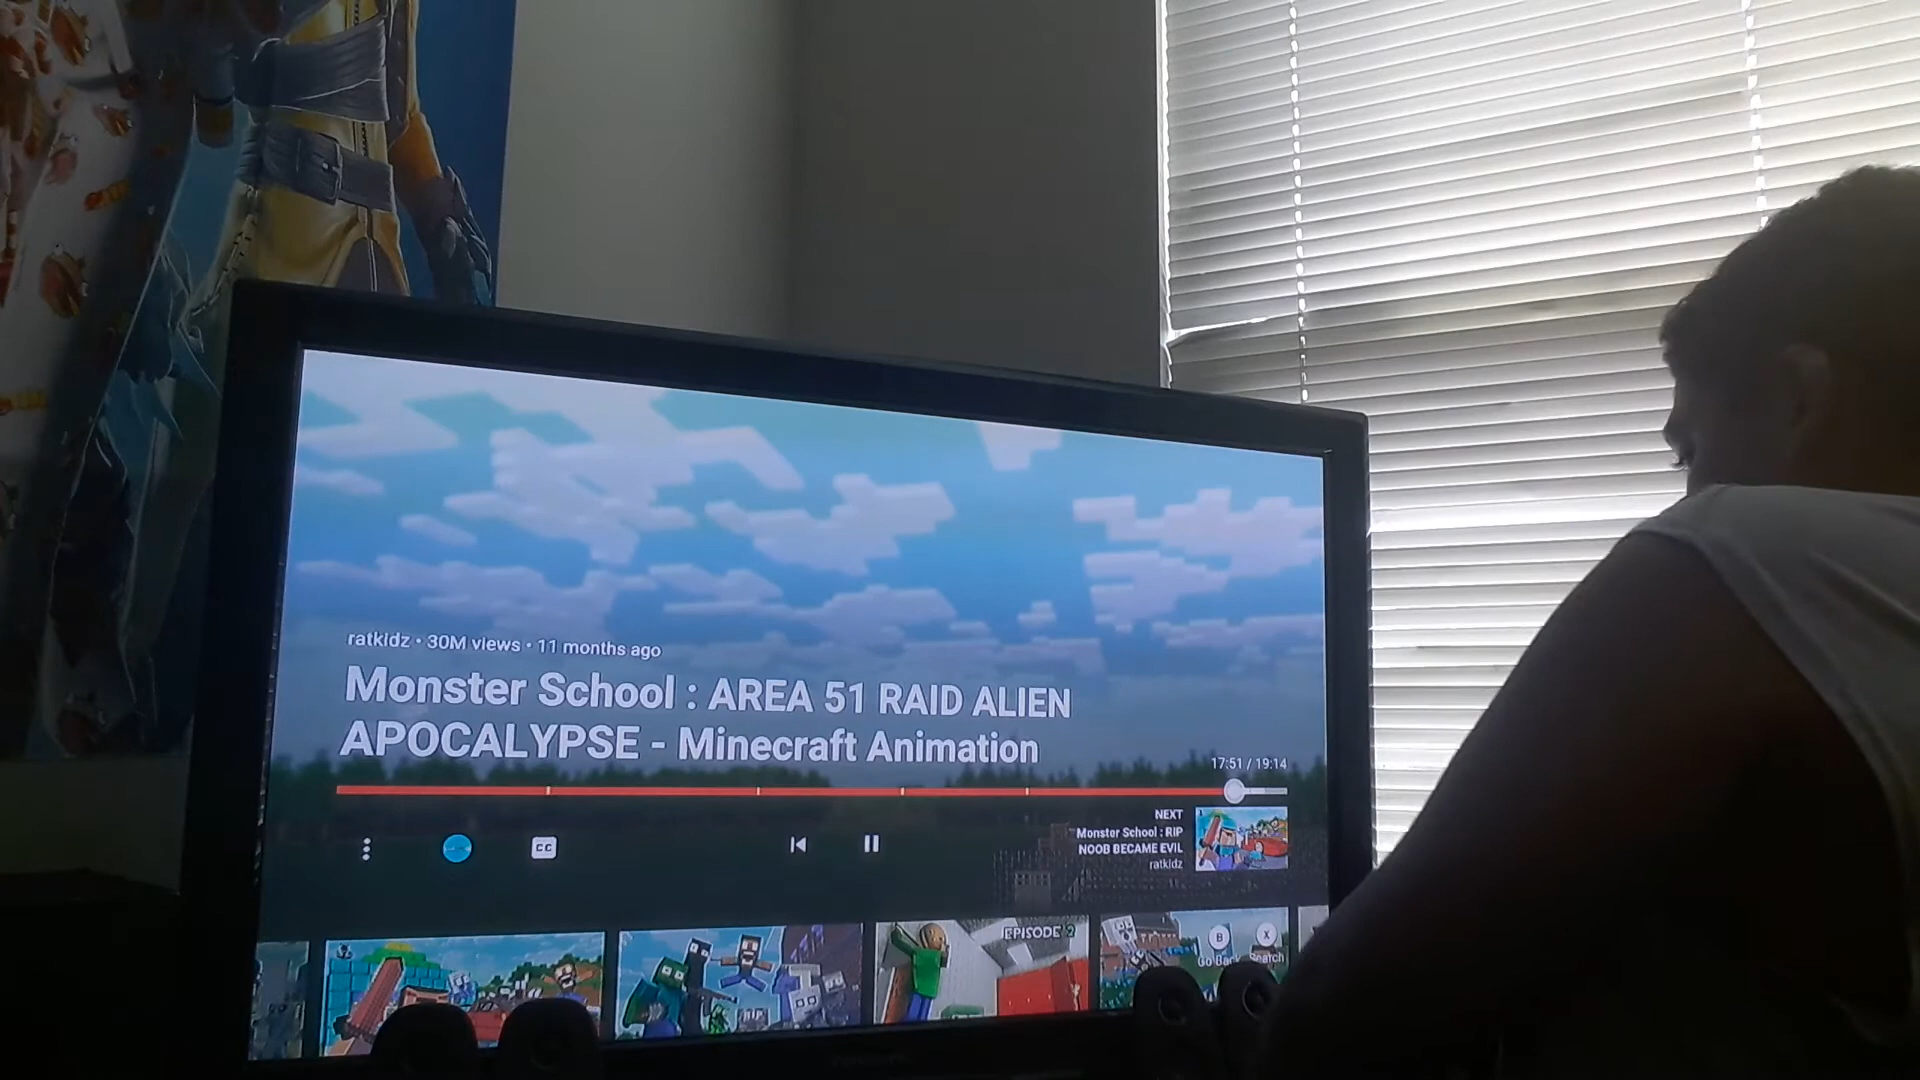 ratkidz • 30M views • 11 months ago
Monster School : AREA 51 RAID ALIEN
APOCALYPSE - Minecraft Animation
17:51 / 19:14
NEXT
Monster School : RIP
NOOB BECAME EVIL
ratkidz
CC
EPISODE 2
B
X
Go Back
Search
RIP